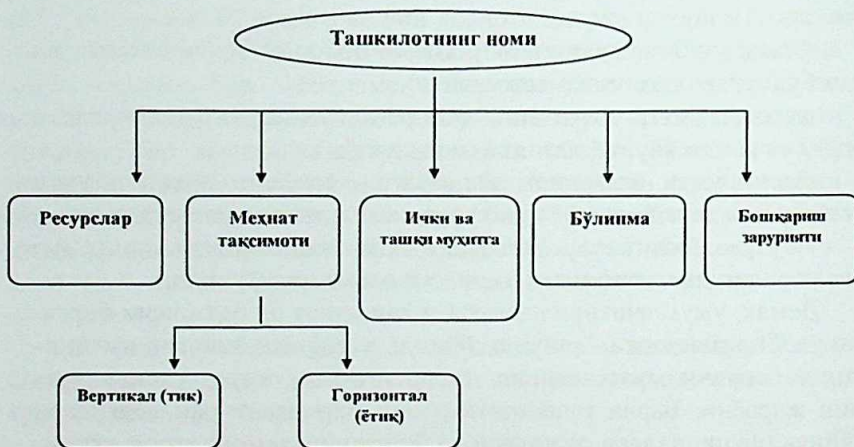 Ташкилотнинг номи
Ресурслар
Меҳнат
тақсимоти
Ички ва
ташқи муҳитга
Бўлинма
Бошқариш
зарурияти
Вертикал (тик)
Горизонтал
(ётиқ)